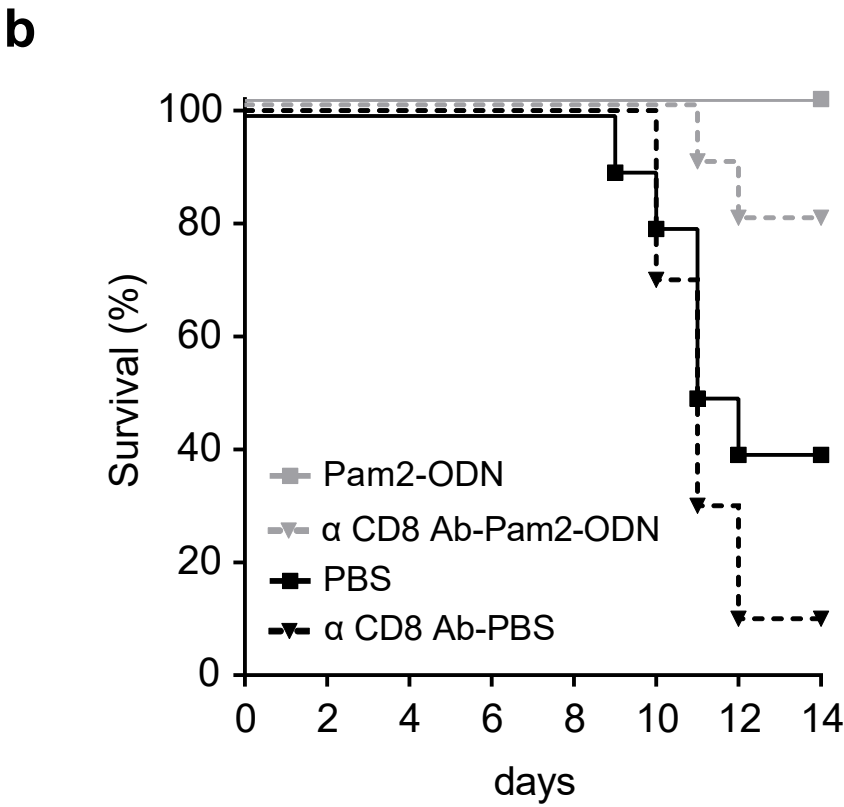 b
100
80
60
40
20
0
Survival (%)
Pam2-ODN
α CD8 Ab-Pam2-ODN
PBS
α CD8 Ab-PBS
0 2 4 6 8 10 12 14
days